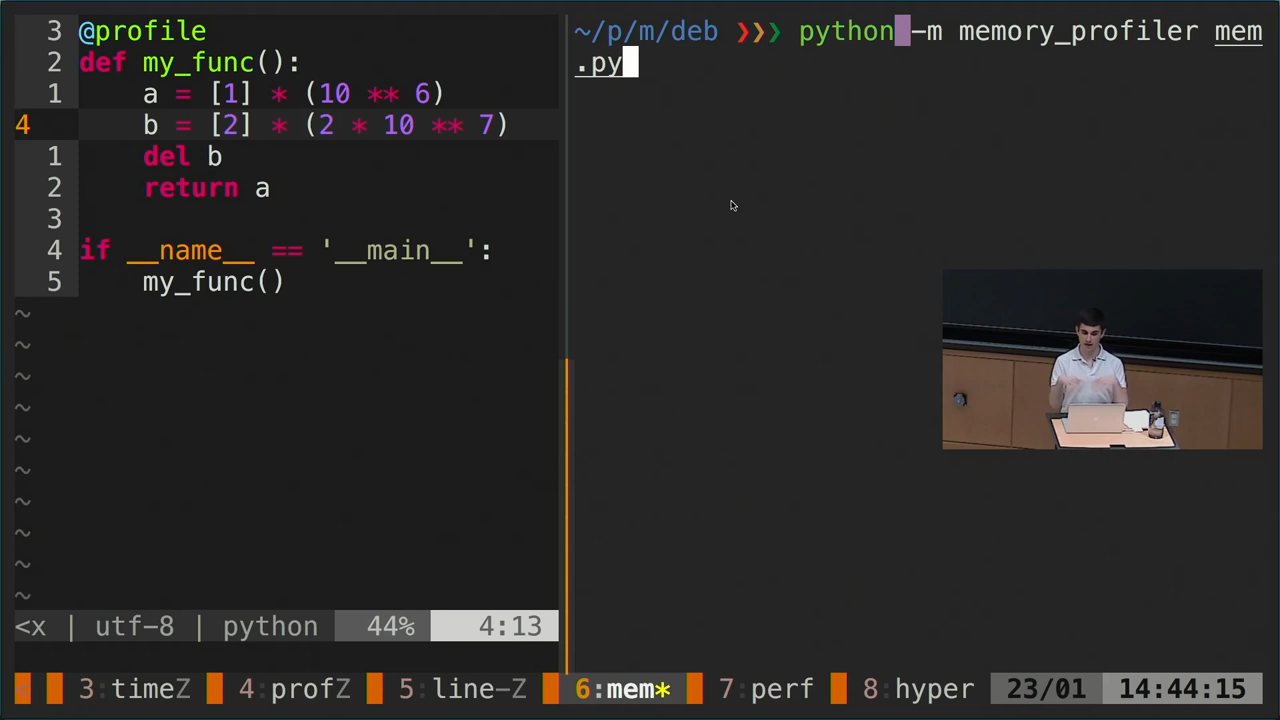 3 @profile
2 def my_func():
1 a = [1] * (10 ** 6)
4 b = [2] * (2 * 10 ** 7)
1 del b
2 return a
3
4 if __name__ == '__main__':
5 my_func()
~
~
~
~
~
~
~
~
~
~
<x | utf-8 | python 44% 4:13
~/p/m/deb ❯❯❯ python -m memory_profiler mem
.py
< 3:timeZ 4:profZ 5:line-Z 6:mem* 7:perf 8:hyper 23/01 14:44:15